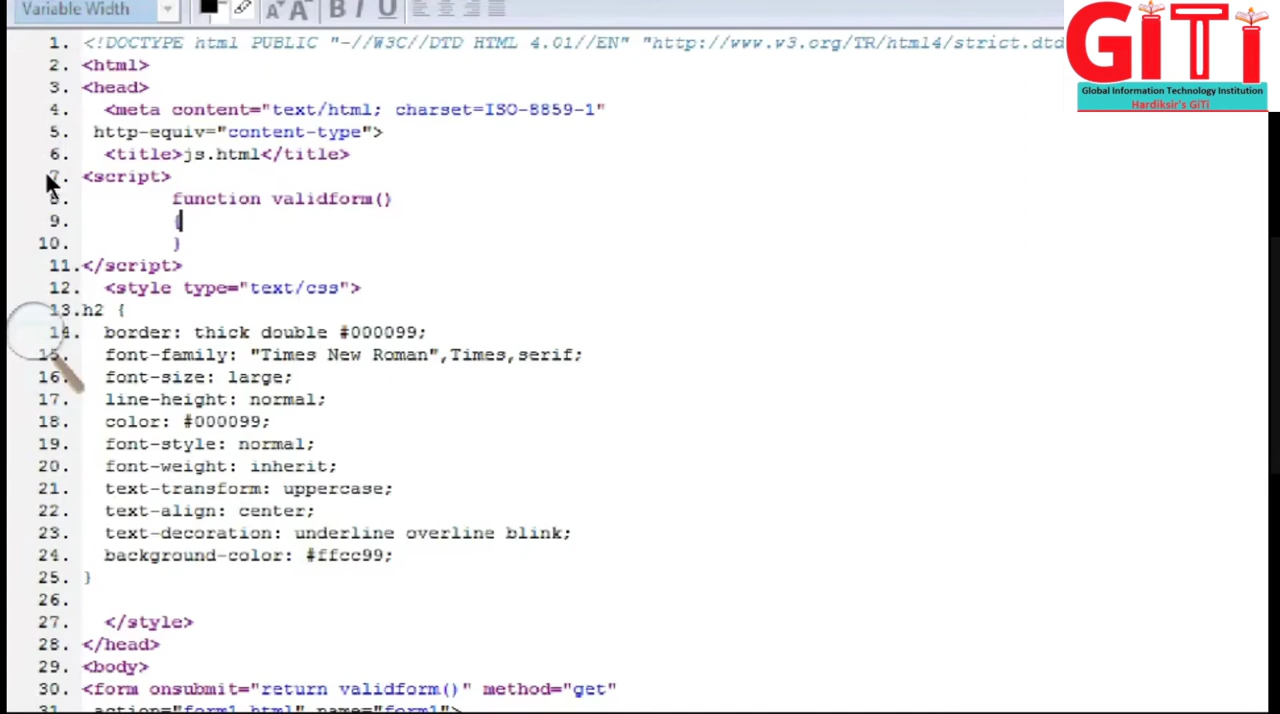 Variable Width
B I U
GiTi
Global Information Technology Institution
Hardiksir's GiTi
1. <!DOCTYPE html PUBLIC "-//W3C//DTD HTML 4.01//EN" "http://www.w3.org/TR/html4/strict.dtd
2. <html>
3. <head>
4. <meta content="text/html; charset=ISO-8859-1"
5. http-equiv="content-type">
6. <title>js.html</title>
7. <script>
8. function validform()
9. {
10. }
11.</script>
12. <style type="text/css">
13.h2 {
14. border: thick double #000099;
15. font-family: "Times New Roman",Times,serif;
16. font-size: large;
17. line-height: normal;
18. color: #000099;
19. font-style: normal;
20. font-weight: inherit;
21. text-transform: uppercase;
22. text-align: center;
23. text-decoration: underline overline blink;
24. background-color: #ffcc99;
25. }
26.
27. </style>
28. </head>
29. <body>
30. <form onsubmit="return validform()" method="get"
31. action="form1.html" name="form1">